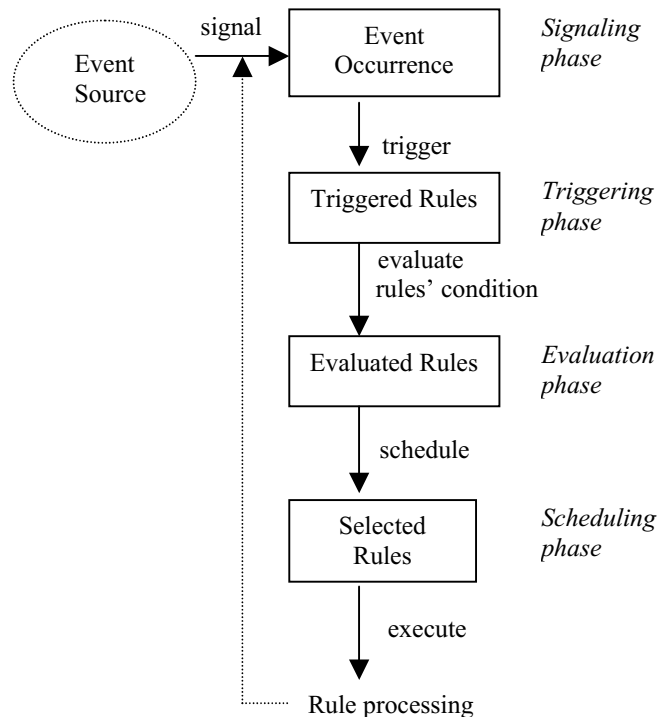 signal
Event
Source
Event
Occurrence
Signaling
phase
trigger
Triggered Rules
Triggering
phase
evaluate
rules’ condition
Evaluated Rules
Evaluation
phase
schedule
Selected
Rules
Scheduling
phase
execute
Rule processing